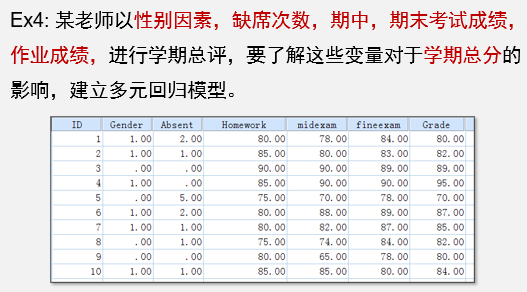 Ex4: 某老师以性别因素，缺席次数，期中，期末考试成绩，
作业成绩，进行学期总评，要了解这些变量对于学期总分的
影响，建立多元回归模型。
ID Gender Absent Homework midexam fineexam Grade
1 1.00 2.00 80.00 78.00 84.00 80.00
2 1.00 1.00 85.00 80.00 83.00 82.00
3 .00 .00 90.00 90.00 89.00 89.00
4 1.00 .00 85.00 90.00 90.00 95.00
5 .00 5.00 75.00 70.00 78.00 70.00
6 1.00 2.00 80.00 88.00 89.00 87.00
7 1.00 1.00 80.00 82.00 87.00 85.00
8 .00 1.00 75.00 74.00 84.00 82.00
9 .00 .00 80.00 65.00 78.00 80.00
10 1.00 1.00 85.00 85.00 80.00 84.00